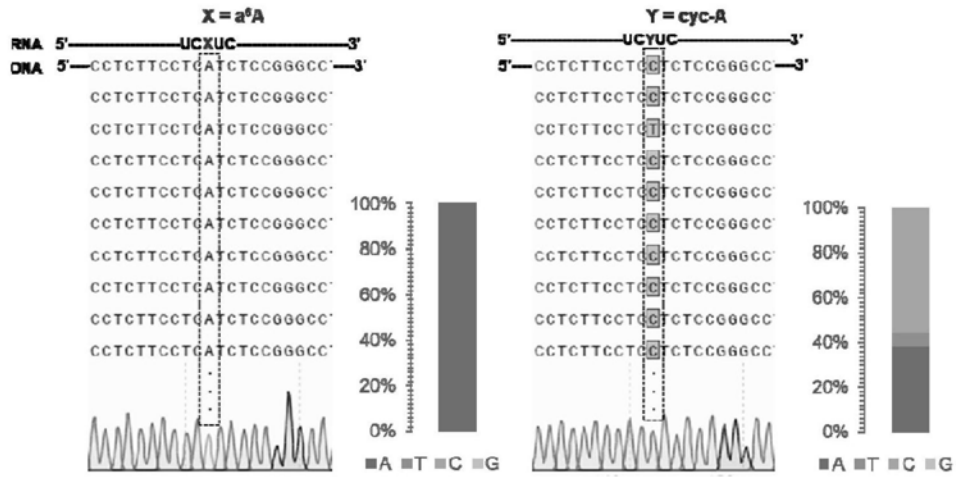 X = a⁶A
RNA 5' UCXUC 3'
DNA 5' CCTCTTCCTCATCTCCGGGCC 3'
CCTCTTCCTCATCTCCGGGCC
CCTCTTCCTCATCTCCGGGCC
CCTCTTCCTCATCTCCGGGCC
CCTCTTCCTCATCTCCGGGCC
CCTCTTCCTCATCTCCGGGCC
CCTCTTCCTCATCTCCGGGCC
CCTCTTCCTCATCTCCGGGCC
CCTCTTCCTCATCTCCGGGCC
CCTCTTCCTCATCTCCGGGCC
100%
80%
60%
40%
20%
0%
A T C G
Y = cyc-A
5' UCYUC 3'
5' CCTCTTCCTCCTCTCCGGGCC 3'
CCTCTTCCTCCTCTCCGGGCC
CCTCTTCCTCTTCTCCGGGCC
CCTCTTCCTCCTCTCCGGGCC
CCTCTTCCTCCTCTCCGGGCC
CCTCTTCCTCCTCTCCGGGCC
CCTCTTCCTCCTCTCCGGGCC
CCTCTTCCTCCTCTCCGGGCC
CCTCTTCCTCCTCTCCGGGCC
CCTCTTCCTCCTCTCCGGGCC
100%
80%
60%
40%
20%
0%
A T C G